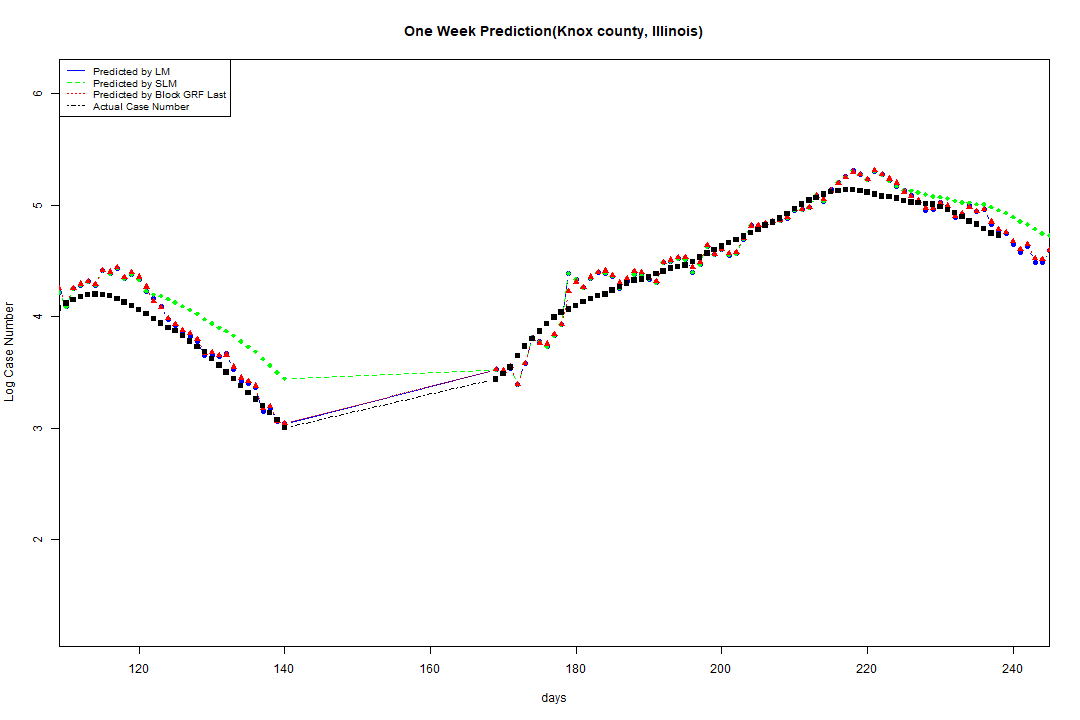 One Week Prediction(Knox county, Illinois)
Predicted by LM
Predicted by SLM
Predicted by Block GRF Last
Actual Case Number
6
5
4
3
2
Log Case Number
120 140 160 180 200 220 240
days